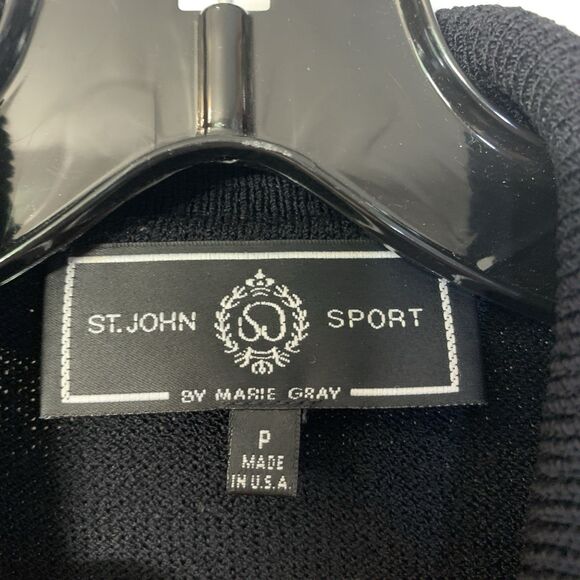 ST. JOHN SPORT
BY MARIE GRAY
P
MADE
IN U.S.A.